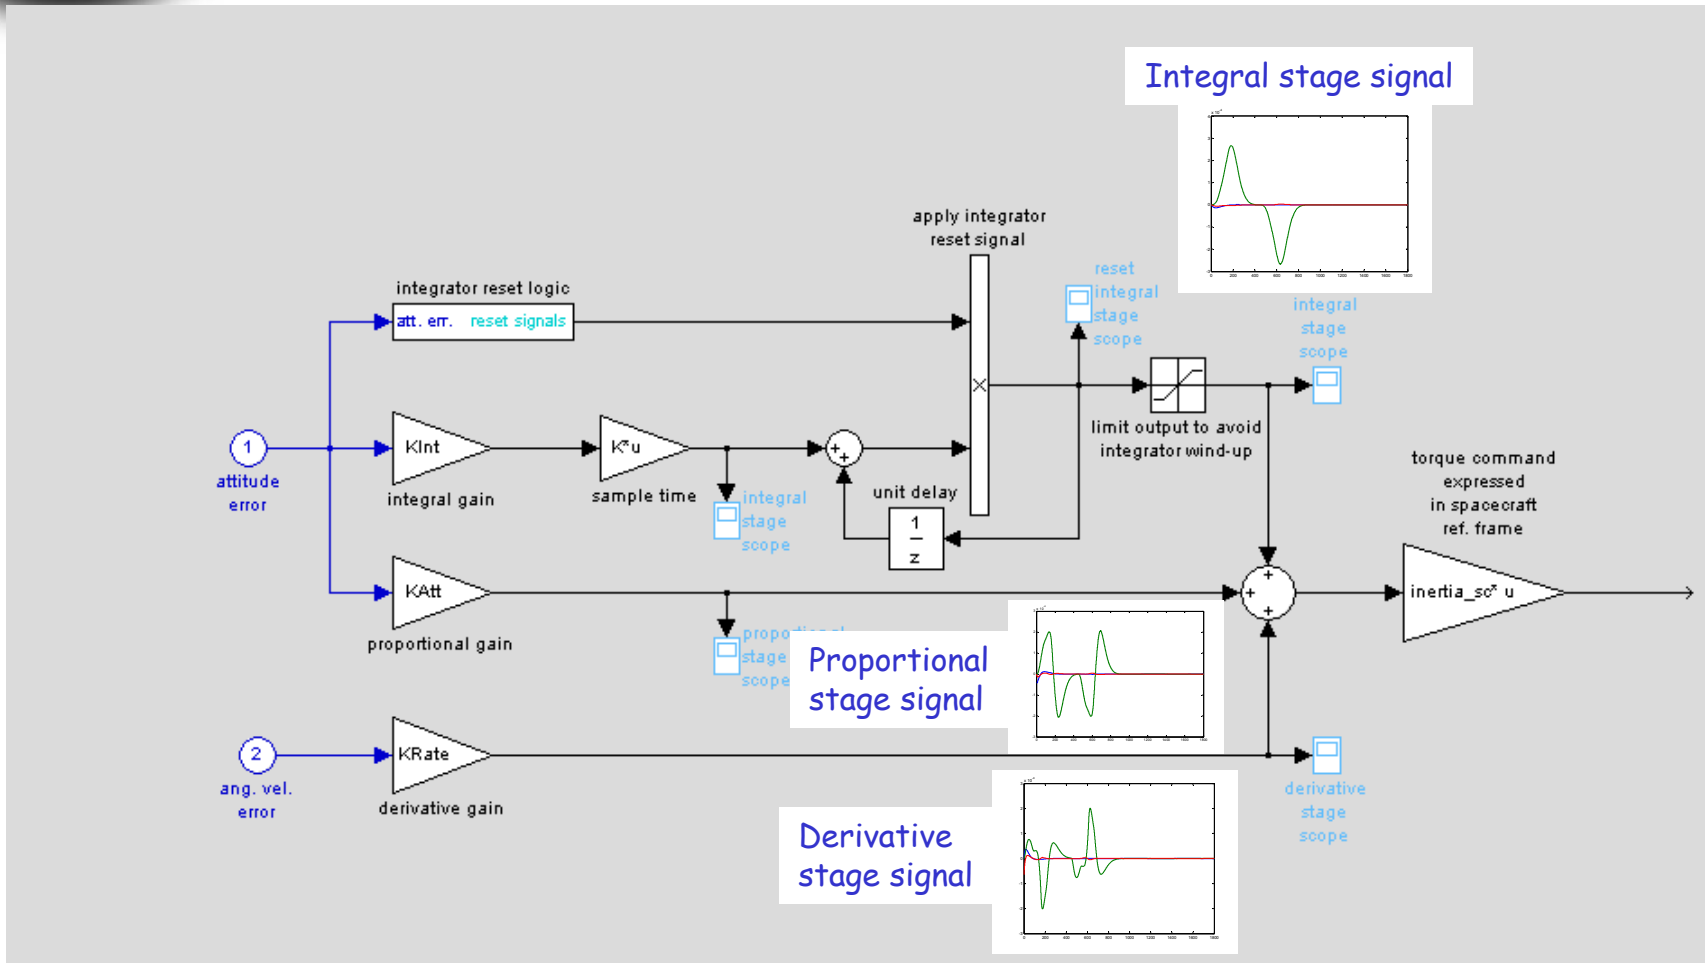 Integral stage signal
apply integrator
reset signal
reset
integral
stage
scope
integral
stage
scope
integrator reset logic
att. err. reset signals
×
limit output to avoid
integrator wind-up
1
attitude
error
KInt
integral gain
K*u
sample time
integral
stage
scope
+
+
unit delay
1
z
torque command
expressed
in spacecraft
ref. frame
KAtt
proportional gain
proportional
stage
scope
Proportional
stage signal
+
+
+
inertia_sc* u
2
ang. vel.
error
KRate
derivative gain
Derivative
stage signal
derivative
stage
scope